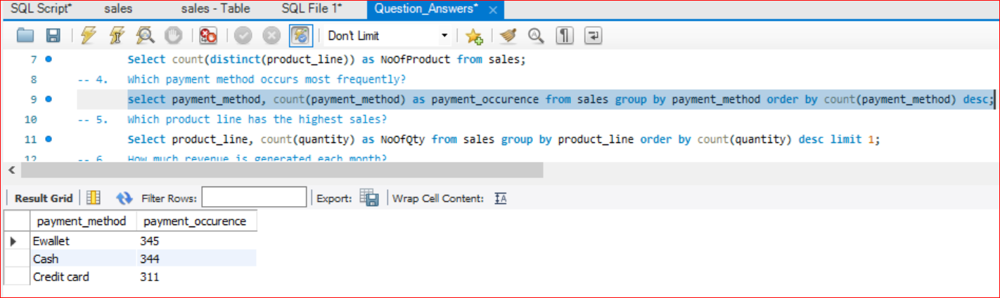 SQL Script* sales sales - Table SQL File 1* Question_Answers* ×
Don't Limit
7 Select count(distinct(product_line)) as NoOfProduct from sales;
8 -- 4. Which payment method occurs most frequently?
9 select payment_method, count(payment_method) as payment_occurence from sales group by payment_method order by count(payment_method) desc;
10 -- 5. Which product line has the highest sales?
11 Select product_line, count(quantity) as NoOfQty from sales group by product_line order by count(quantity) desc limit 1;
12 -- 6. How much revenue is generated each month?
Result Grid Filter Rows: Export: Wrap Cell Content:
payment_method payment_occurence
Ewallet 345
Cash 344
Credit card 311